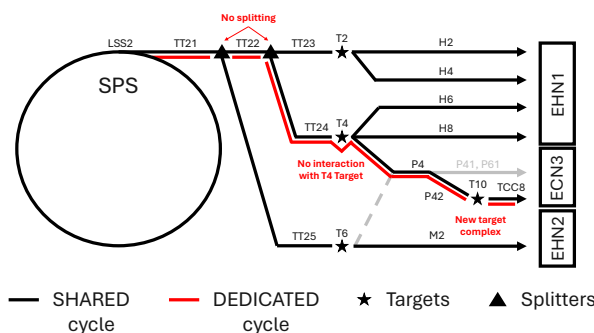 No splitting
LSS2
TT21
TT22
TT23
T2
H2
SPS
H4
EHN1
H6
TT24
T4
H8
No interaction
with T4 Target
P4
P41, P61
ECN3
P42
T10
TCC8
New target
complex
TT25
T6
M2
EHN2
SHARED
cycle
DEDICATED
cycle
Targets
Splitters